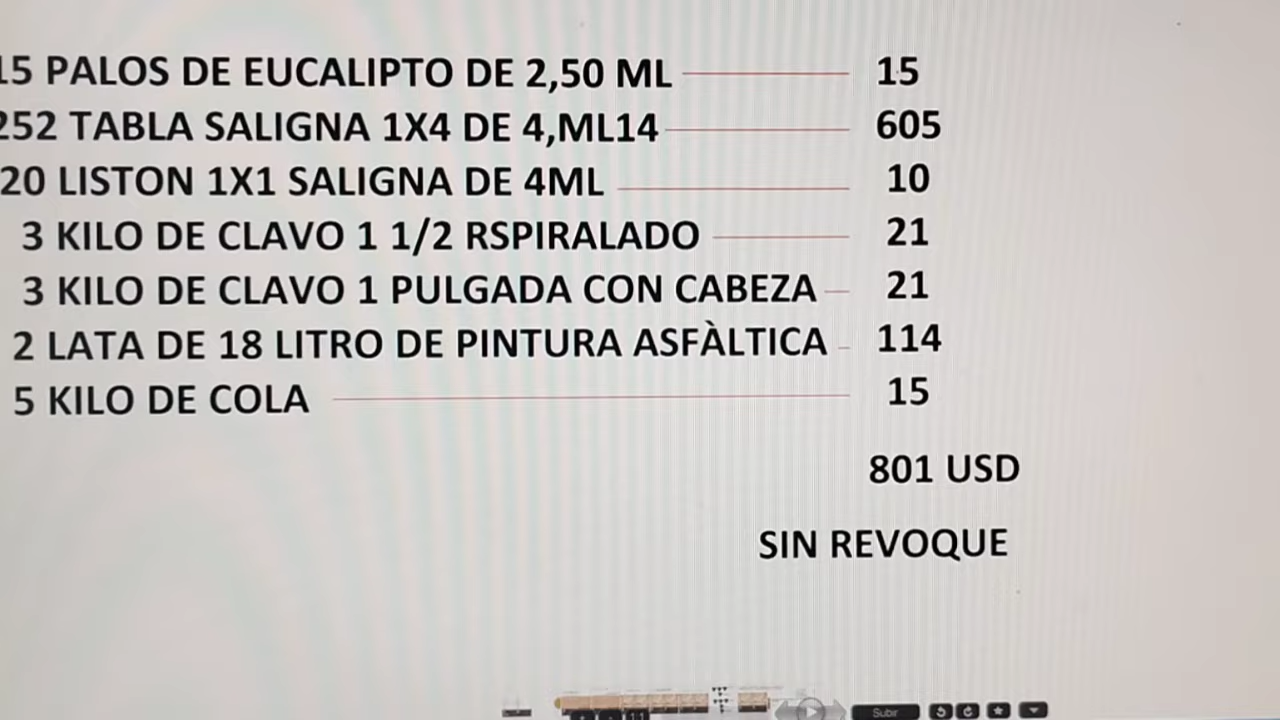 15 PALOS DE EUCALIPTO DE 2,50 ML 15
252 TABLA SALIGNA 1X4 DE 4,ML14 605
20 LISTON 1X1 SALIGNA DE 4ML 10
3 KILO DE CLAVO 1 1/2 RSPIRALADO 21
3 KILO DE CLAVO 1 PULGADA CON CABEZA 21
2 LATA DE 18 LITRO DE PINTURA ASFÀLTICA 114
5 KILO DE COLA 15
801 USD
SIN REVOQUE
Subir